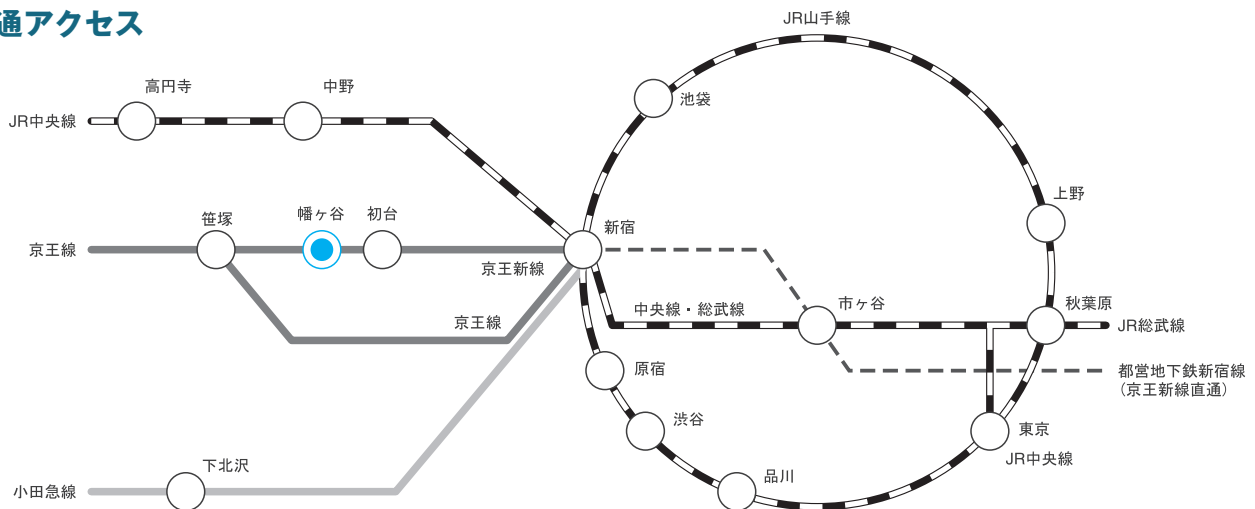 通アクセス
JR山手線
高円寺
中野
池袋
JR中央線
上野
笹塚
幡ヶ谷
初台
新宿
京王線
京王新線
市ヶ谷
秋葉原
中央線・総武線
京王線
JR総武線
原宿
都営地下鉄新宿線
(京王新線直通)
渋谷
東京
JR中央線
下北沢
品川
小田急線